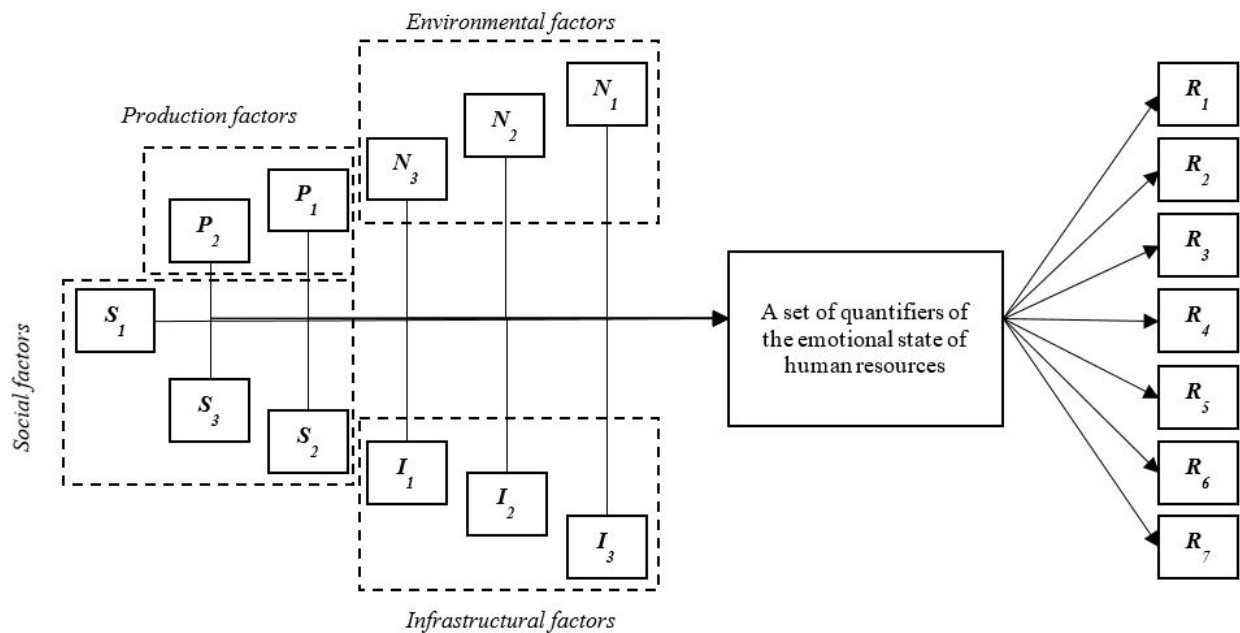 Environmental factors
Production factors
N1
N2
N3
P1
P2
Social factors
S1
S3
S2
I1
I2
I3
Infrastructural factors
A set of quantifiers of
the emotional state of
human resources
R1
R2
R3
R4
R5
R6
R7